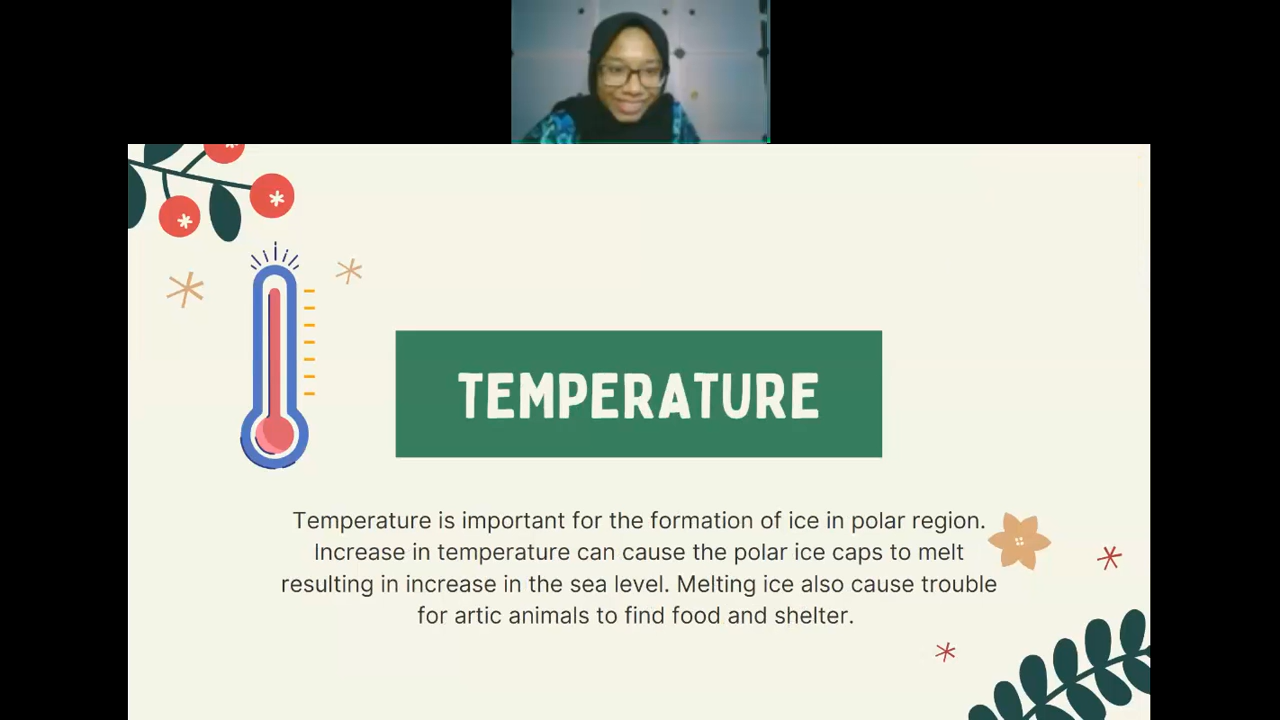 TEMPERATURE
Temperature is important for the formation of ice in polar region.
Increase in temperature can cause the polar ice caps to melt
resulting in increase in the sea level. Melting ice also cause trouble
for artic animals to find food and shelter.